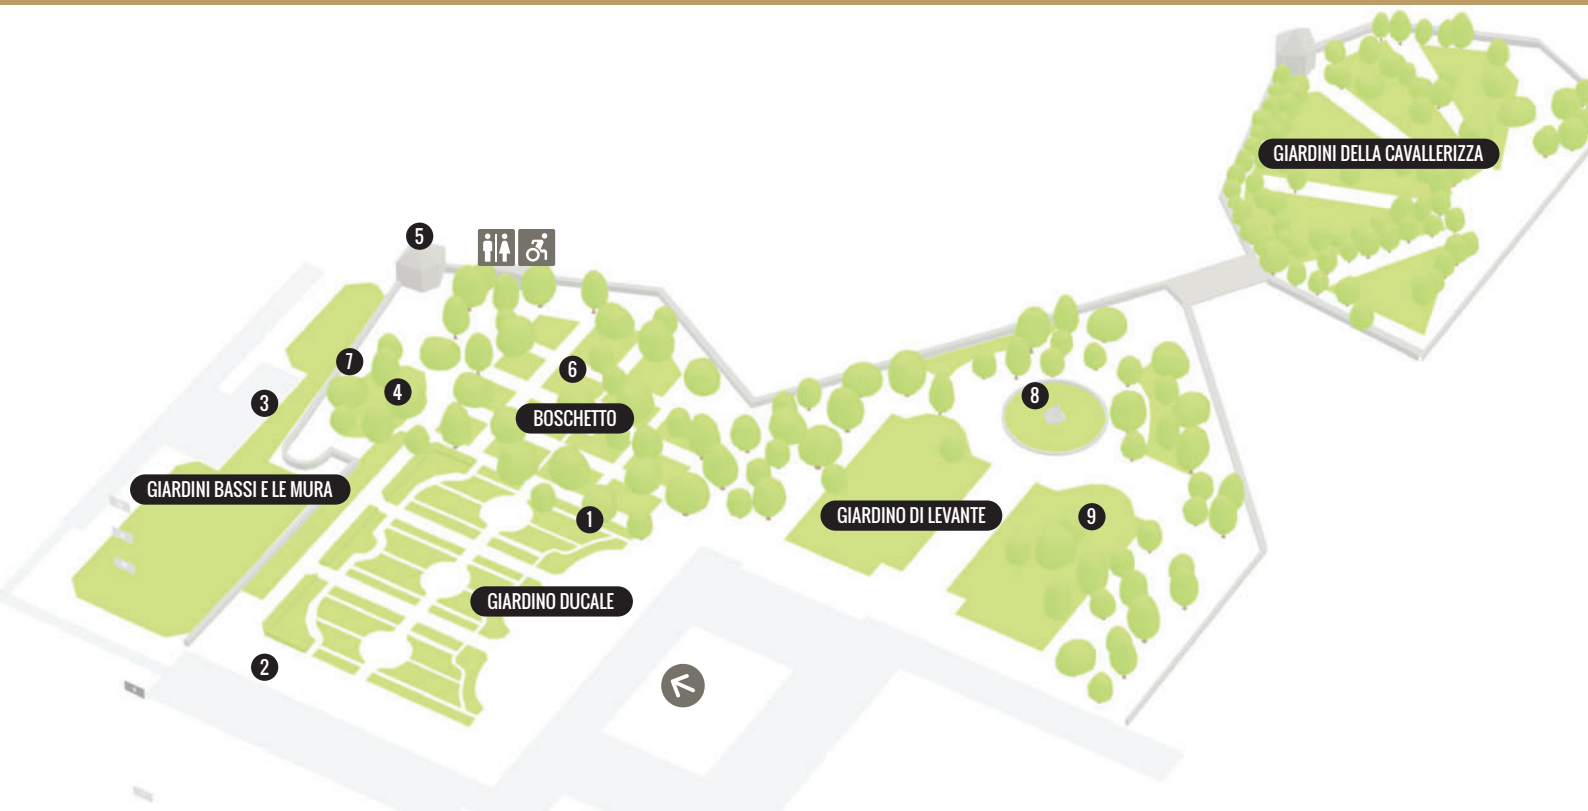 GIARDINI DELLA CAVALLERIZZA
5
7
6
4
8
3
BOSCHETTO
GIARDINI BASSI E LE MURA
1
GIARDINO DI LEVANTE
9
GIARDINO DUCALE
2